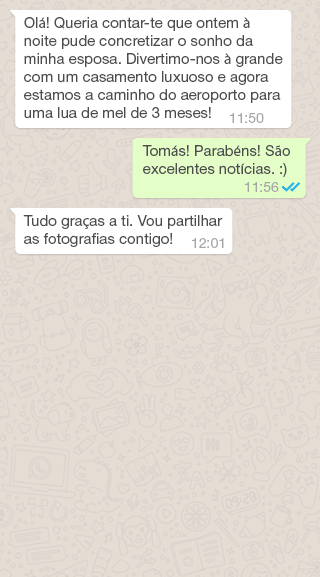 Olá! Queria contar-te que ontem à
noite pude concretizar o sonho da
minha esposa. Divertimo-nos à grande
com um casamento luxuoso e agora
estamos a caminho do aeroporto para
uma lua de mel de 3 meses! 11:50
Tomás! Parabéns! São
excelentes notícias. :)
11:56
Tudo graças a ti. Vou partilhar
as fotografias contigo! 12:01